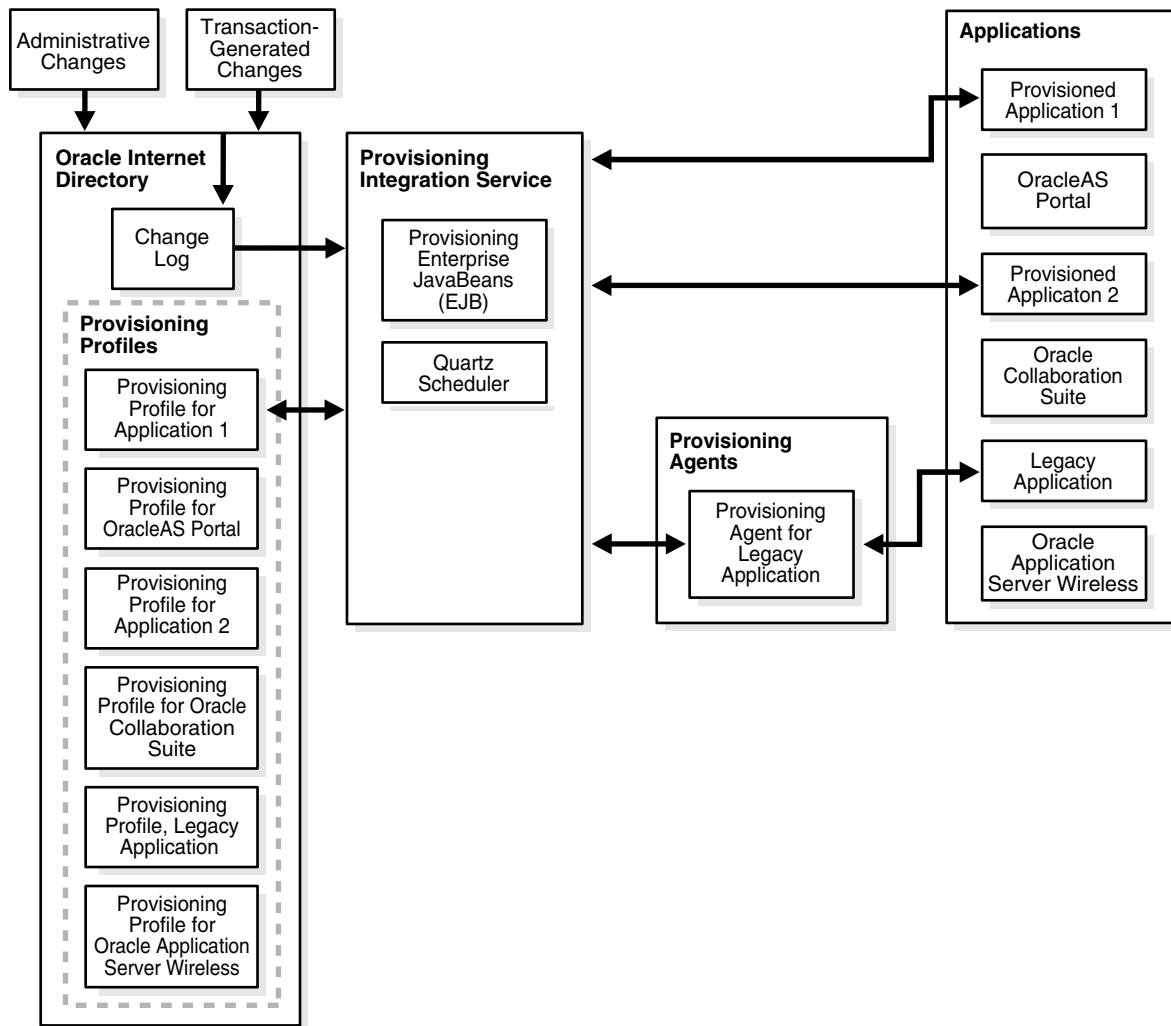 Administrative
Changes
Transaction-
Generated
Changes
Oracle Internet
Directory
Change
Log
Provisioning
Profiles
Provisioning
Profile for
Application 1
Provisioning
Profile for
OracleAS Portal
Provisioning
Profile for
Application 2
Provisioning
Profile for Oracle
Collaboration
Suite
Provisioning
Profile, Legacy
Application
Provisioning
Profile for
Oracle Application
Server Wireless
Provisioning
Integration Service
Provisioning
Enterprise
JavaBeans
(EJB)
Quartz
Scheduler
Provisioning
Agents
Provisioning
Agent for
Legacy
Application
Applications
Provisioned
Application 1
OracleAS
Portal
Provisioned
Applicaton 2
Oracle
Collaboration
Suite
Legacy
Application
Oracle
Application
Server Wireless